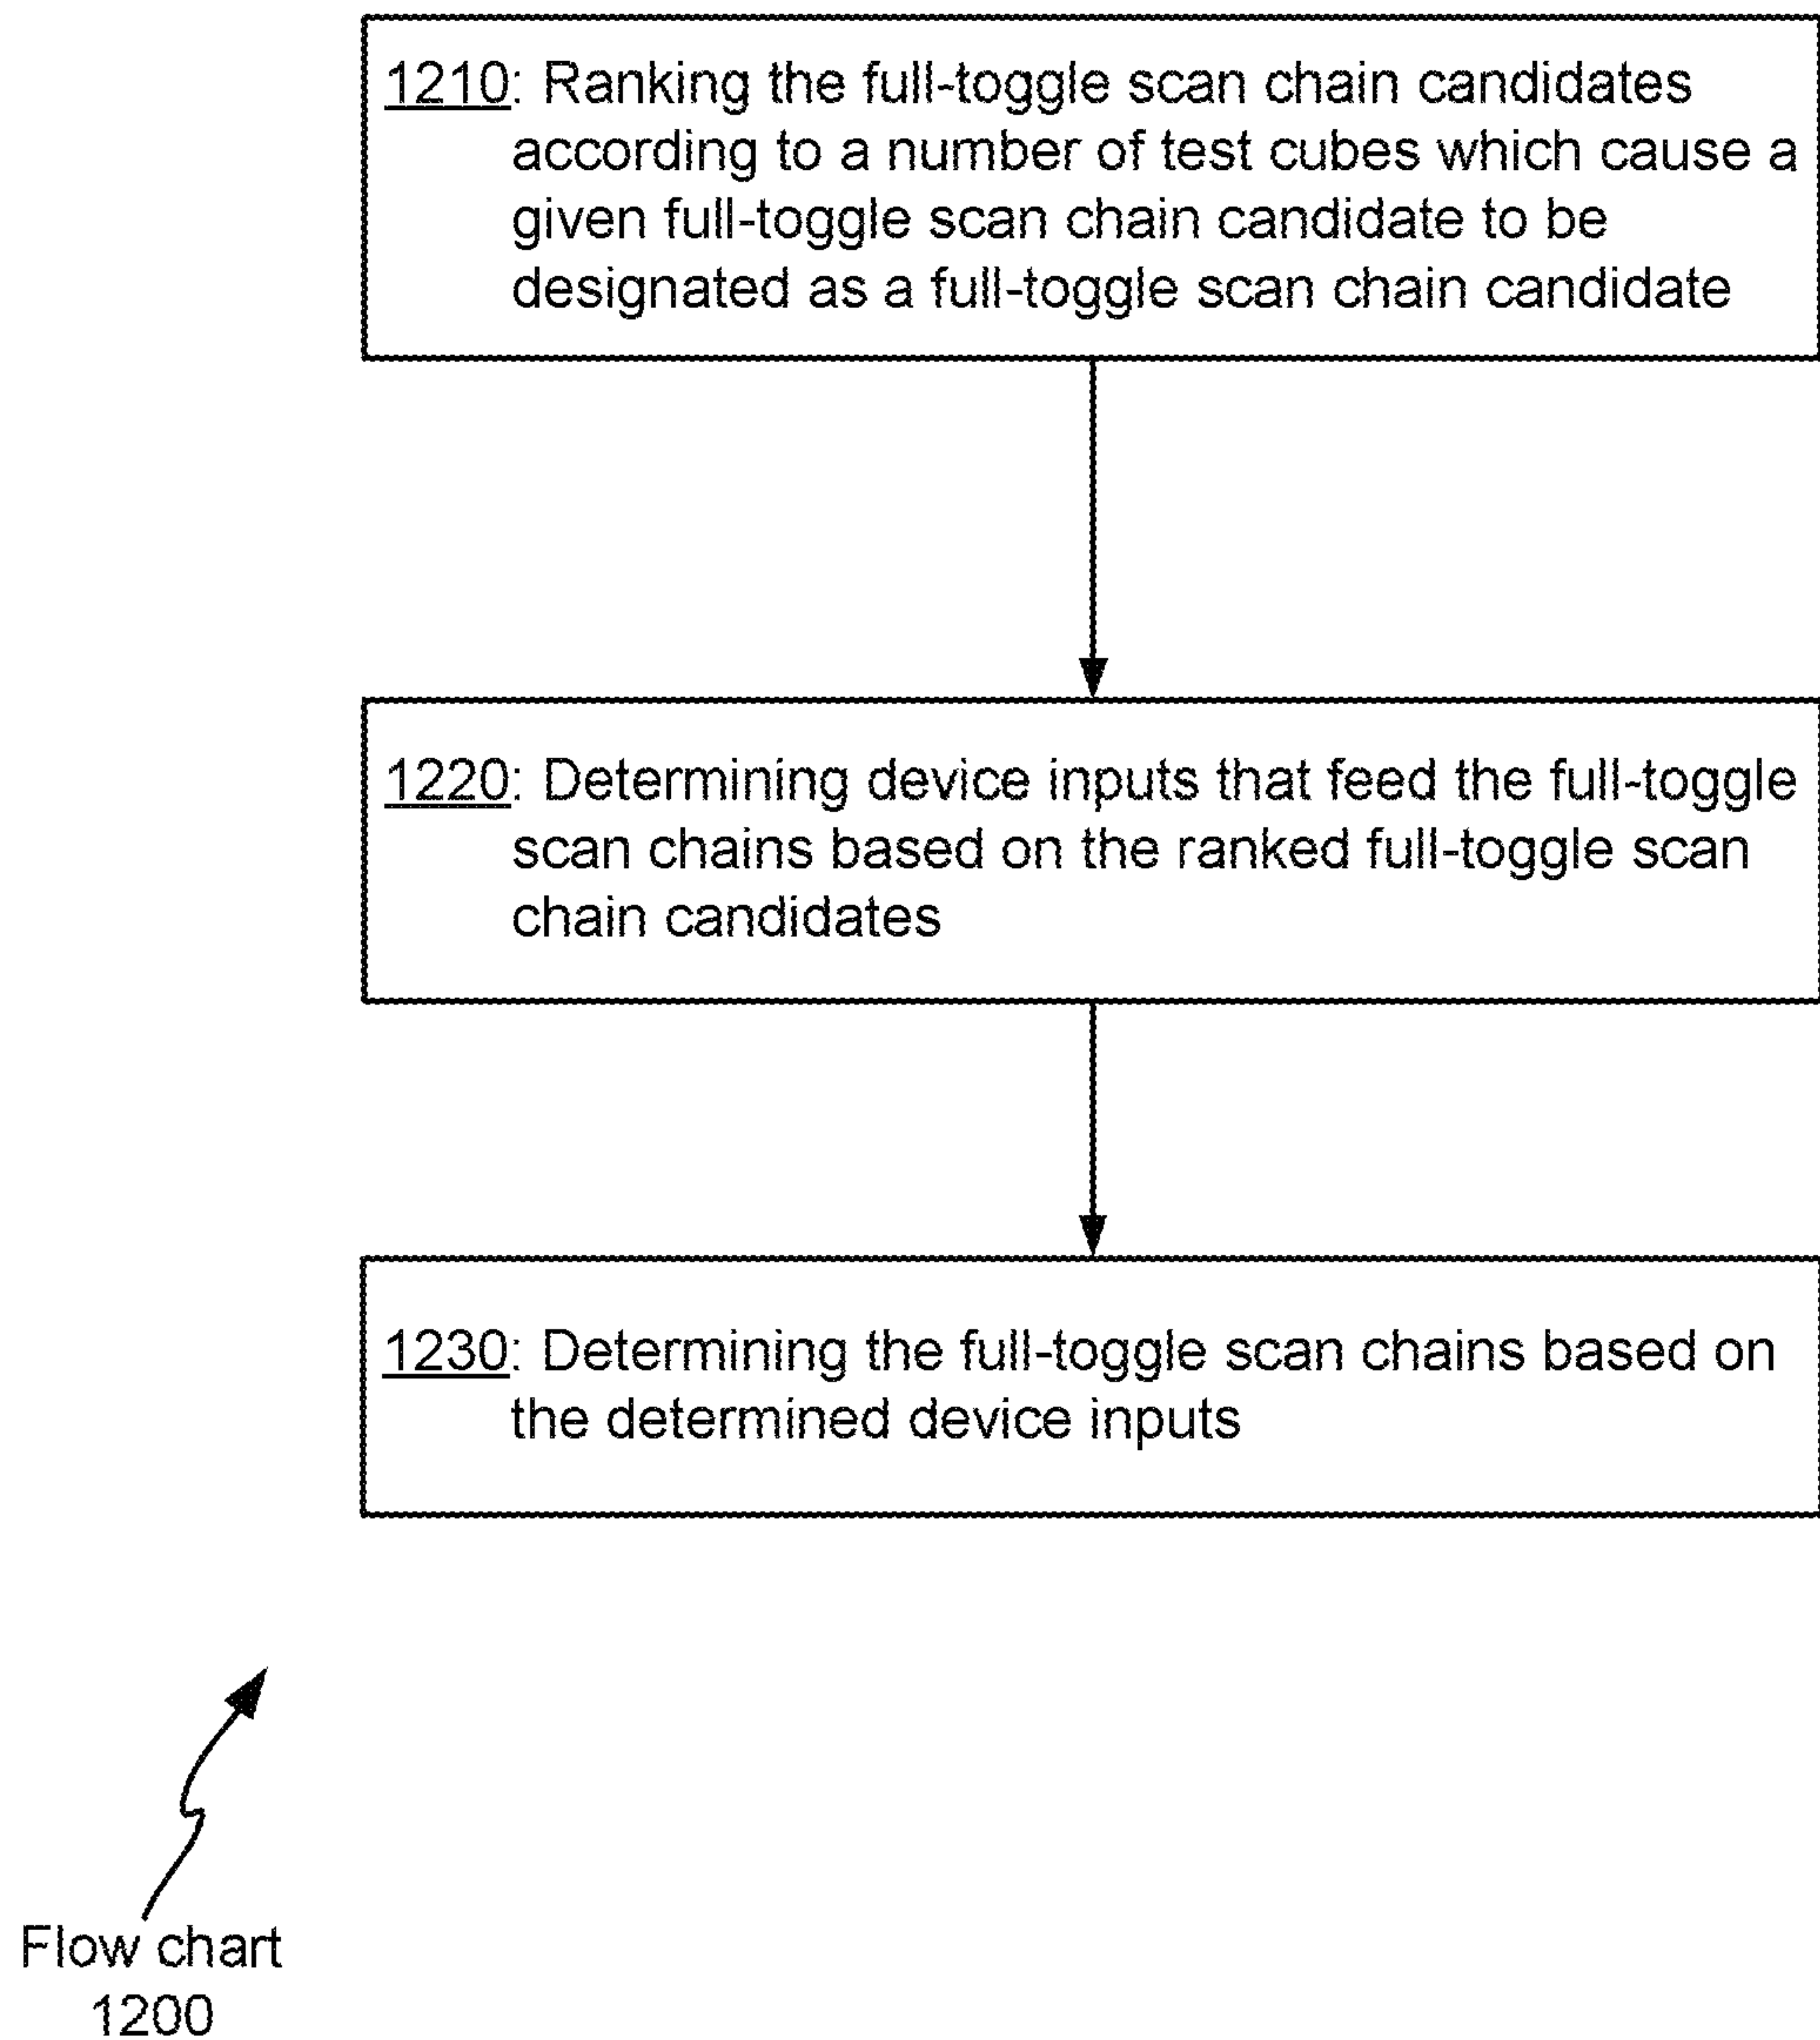 1210: Ranking the full-toggle scan chain candidates
according to a number of test cubes which cause a
given full-toggle scan chain candidate to be
designated as a full-toggle scan chain candidate
1220: Determining device inputs that feed the full-toggle
scan chains based on the ranked full-toggle scan
chain candidates
1230: Determining the full-toggle scan chains based on
the determined device inputs
Flow chart
1200